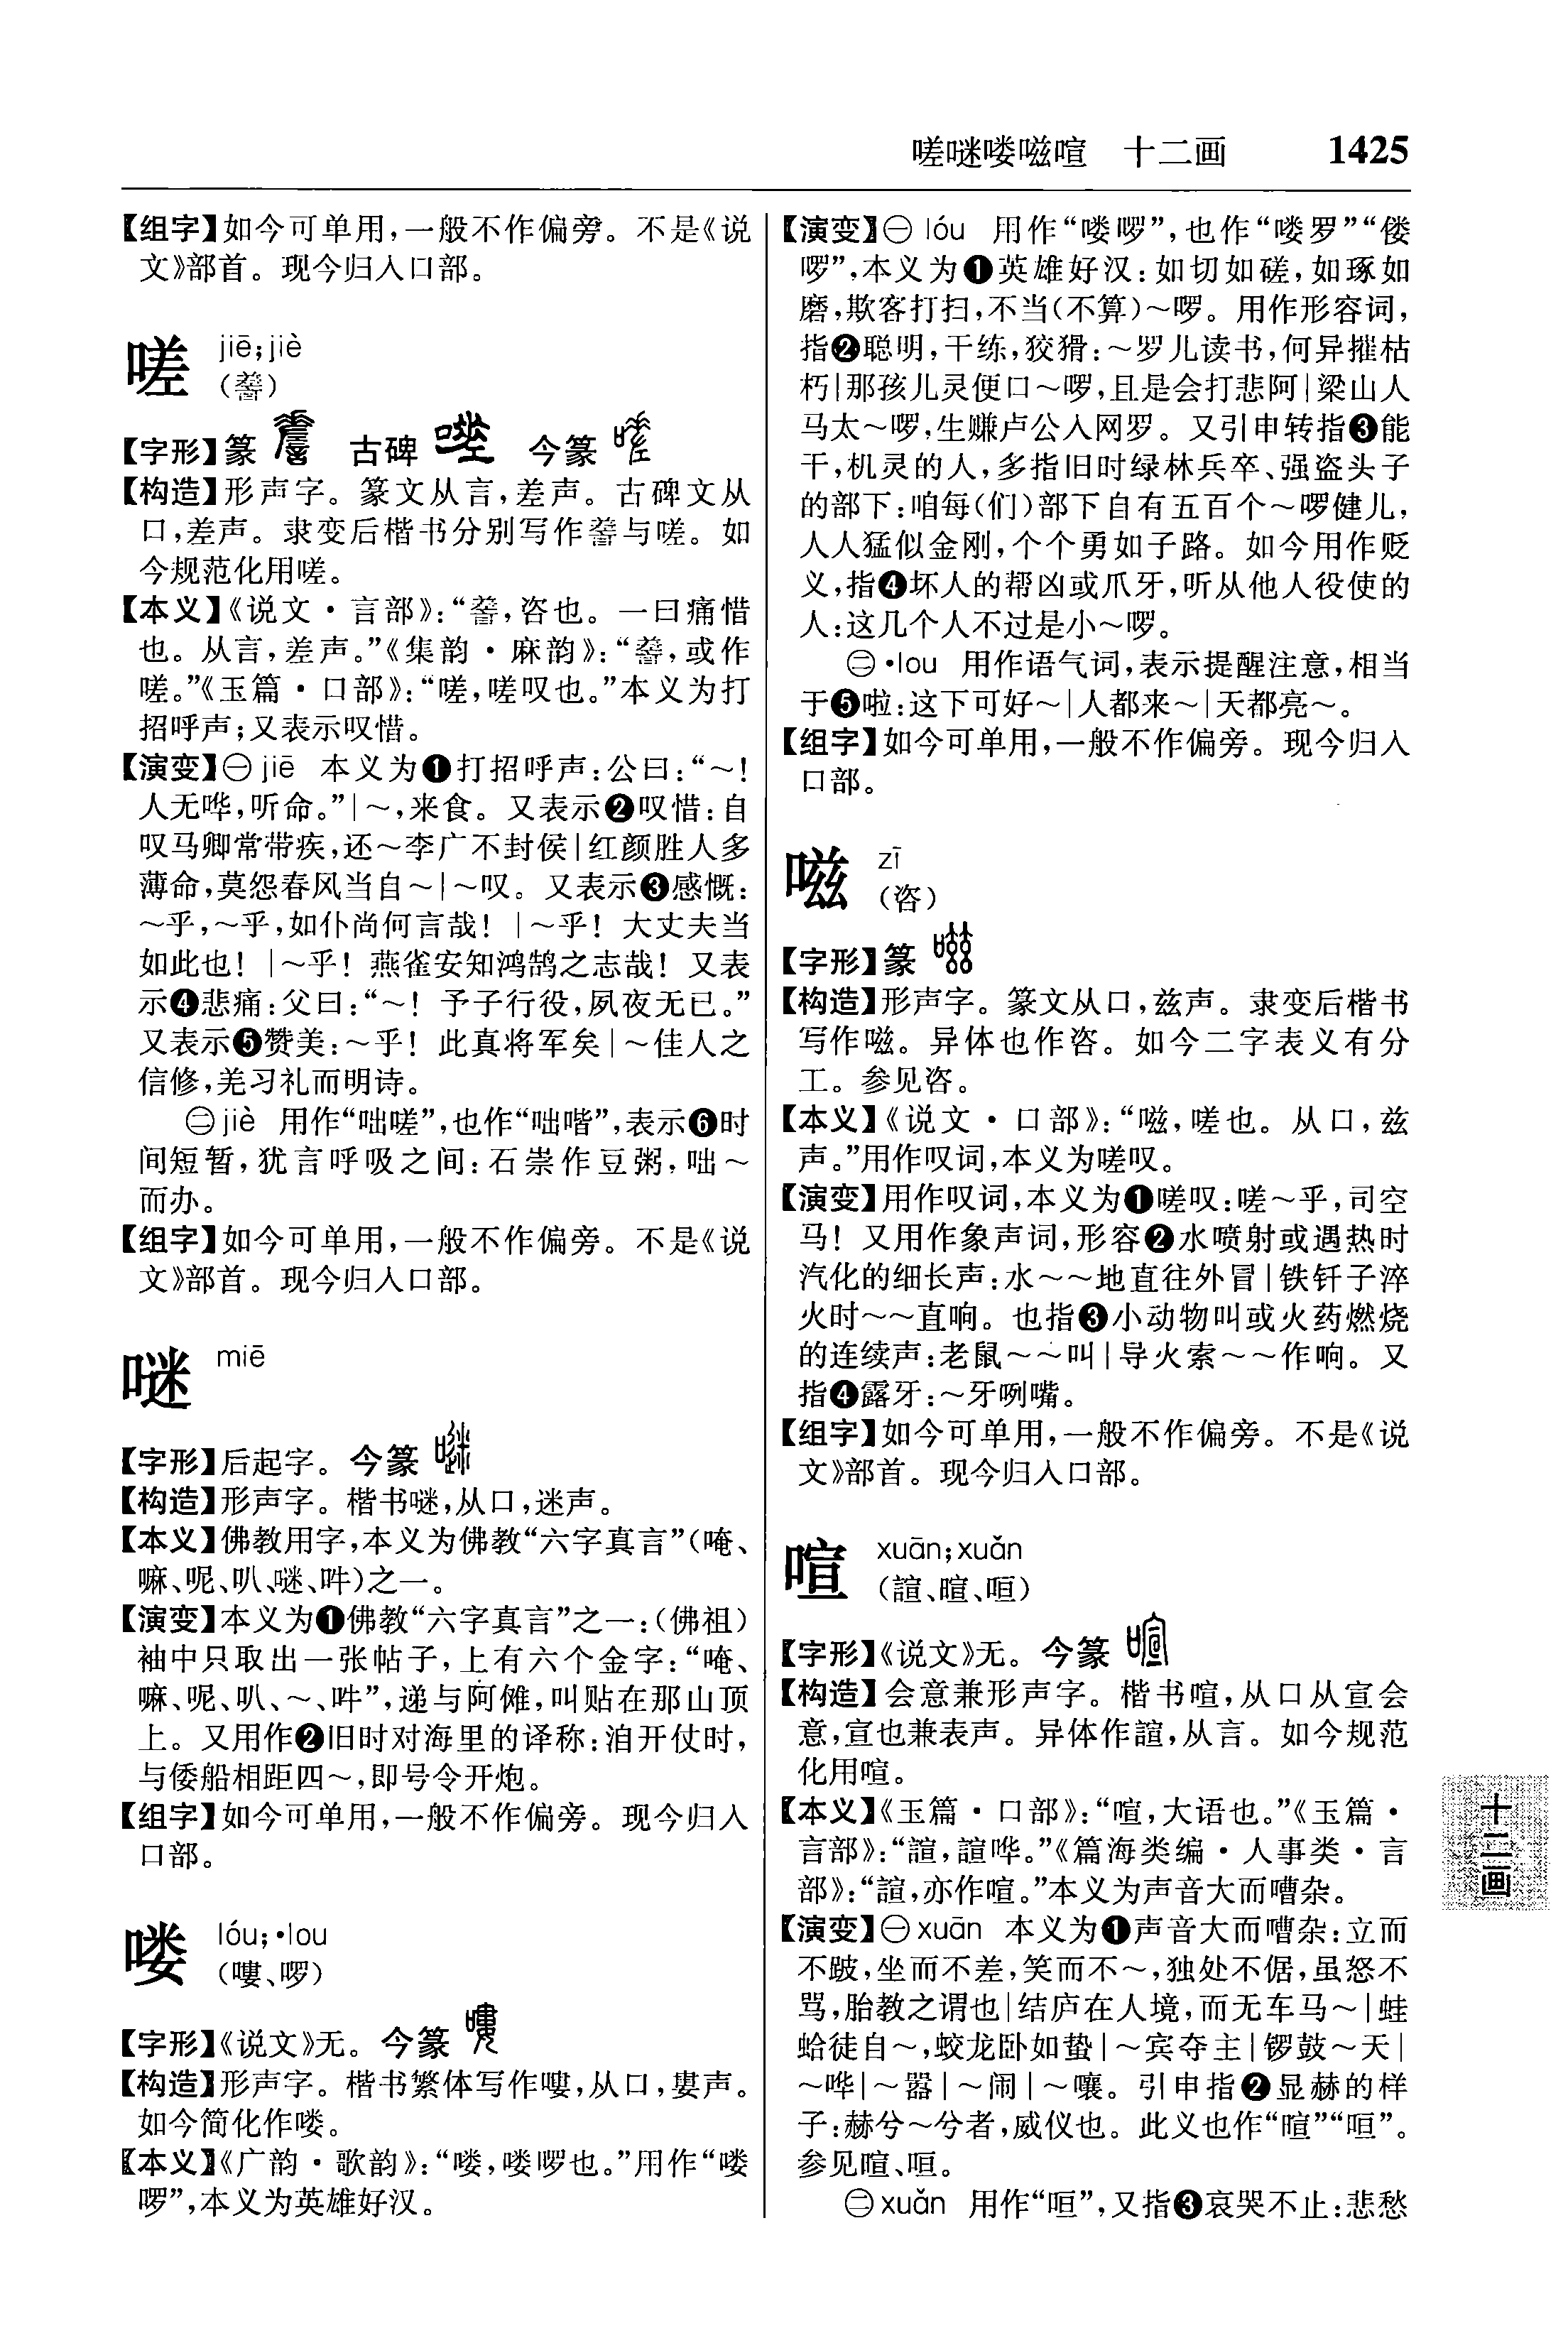 嗟咪喽嗞喧　十二画　1425
【组字】如今可单用,一般不作偏旁。不是《说
文》部首。现今归入口部。
嗟 jiē;jiè
(謩)
【字形】篆　古碑　今篆
【构造】形声字。篆文从言,差声。古碑文从
口,差声。隶变后楷书分别写作與嗟。如
今规范化用嗟。
【本义】《说文·言部》:“,咨也。一曰痛惜
也。从言,差声。”《集韵·麻韵》:“,或作
嗟。”《玉篇·口部》:“嗟,嗟叹也。”本义为打
招呼声;又表示叹惜。
【演变】㊀jiē 本义为❶打招呼声:公曰:“～!
人无哗,听命。”|～,来食。又表示❷叹惜:自
叹马卿常带疾,还～李广不封侯|红颜胜人多
薄命,莫怨春风当自～|～叹。又表示❸感慨:
～乎,～乎,如仆尚何言哉!|～乎!大丈夫当
如此也!|～乎!燕雀安知鸿鹄之志哉!又表
示❹悲痛:父曰:“～!予子行役,夙夜无已。”
又表示❺赞美:～乎!此真将军矣|～佳人之
信修,羌习礼而明诗。
㊁jiè 用作“咄嗟”,也作“咄喈”,表示❻时
间短暂,犹言呼吸之间:石崇作豆粥,咄～
而办。
【组字】如今可单用,一般不作偏旁。不是《说
文》部首。现今归入口部。
㖷 miē
【字形】后起字。今篆
【构造】形声字。楷书㖷,从口,迷声。
【本义】佛教用字,本义为佛教“六字真言”(唵、
嘛、呢、叭、㖷、吽)之一。
【演变】本义为❶佛教“六字真言”之一:(佛祖)
袖中只取出一张帖子,上有六个金字:“唵、
嘛、呢、叭、～、吽”,递与阿傩,叫贴在那山顶
上。又用作❷旧时对海里的译称:洎开仗时,
与倭船相距四～,即号令开炮。
【组字】如今可单用,一般不作偏旁。现今归入
口部。
喽 lóu;·lou
(嘍、啰)
【字形】《说文》无。今篆
【构造】形声字。楷书繁体写作嘍,从口,婁声。
如今简化作喽。
【本义】《广韵·歌韵》:“喽,喽啰也。”用作“喽
啰”,本义为英雄好汉。
【演变】㊀lóu 用作“喽啰”,也作“喽罗”“偻
啰”,本义为❶英雄好汉:如切如磋,如琢如
磨,欺客打扫,不当(不算)～啰。用作形容词,
指❷聪明,干练,狡猾:～罗儿读书,何异摧枯
朽|那孩儿灵便口～啰,且是会打悲阿|梁山人
马太～啰,生赚卢公入网罗。又引申转指❸能
干,机灵的人,多指旧时绿林兵卒、强盗头子
的部下:咱每(们)部下自有五百个～啰健儿,
人人猛似金刚,个个勇如子路。如今用作贬
义,指❹坏人的帮凶或爪牙,听从他人役使的
人:这几个人不过是小～啰。
㊁·lou 用作语气词,表示提醒注意,相当
于❺啦:这下可好～|人都来～|天都亮～。
【组字】如今可单用,一般不作偏旁。现今归入
口部。
嗞 zī
(咨)
【字形】篆
【构造】形声字。篆文从口,兹声。隶变后楷书
写作嗞。异体也作咨。如今二字表义有分
工。参见咨。
【本义】《说文·口部》:“嗞,嗟也。从口,兹
声。”用作叹词,本义为嗟叹。
【演变】用作叹词,本义为❶嗟叹:嗟～乎,司空
马!又用作象声词,形容❷水喷射或遇热时
汽化的细长声:水～～地直往外冒|铁钎子淬
火时～～直响。也指❸小动物叫或火药燃烧
的连续声:老鼠～～叫|导火索～～作响。又
指❹露牙:～牙咧嘴。
【组字】如今可单用,一般不作偏旁。不是《说
文》部首。现今归入口部。
喧 xuān;xuǎn
(諠、暄、咺)
【字形】《说文》无。今篆
【构造】会意兼形声字。楷书喧,从口从宣会
意,宣也兼表声。异体作諠,从言。如今规范
化用喧。
【本义】《玉篇·口部》:“喧,大语也。”《玉篇·
言部》:“諠,諠哗。”《篇海类编·人事类·言
部》:“諠,亦作喧。”本义为声音大而嘈杂。
【演变】㊀xuān 本义为❶声音大而嘈杂:立而
不跛,坐而不差,笑而不～,独处不倨,虽怒不
骂,胎教之谓也|结庐在人境,而无车马～|蛙
蛤徒自～,蛟龙卧如蛰|～宾夺主|锣鼓～天|
～哗|～嚣|～闹|～嚷。引申指❷显赫的样
子:赫兮～兮者,威仪也。此义也作“暄”“咺”。
参见暄、咺。
㊁xuǎn 用作“咺”,又指❸哀哭不止:悲愁
十二画